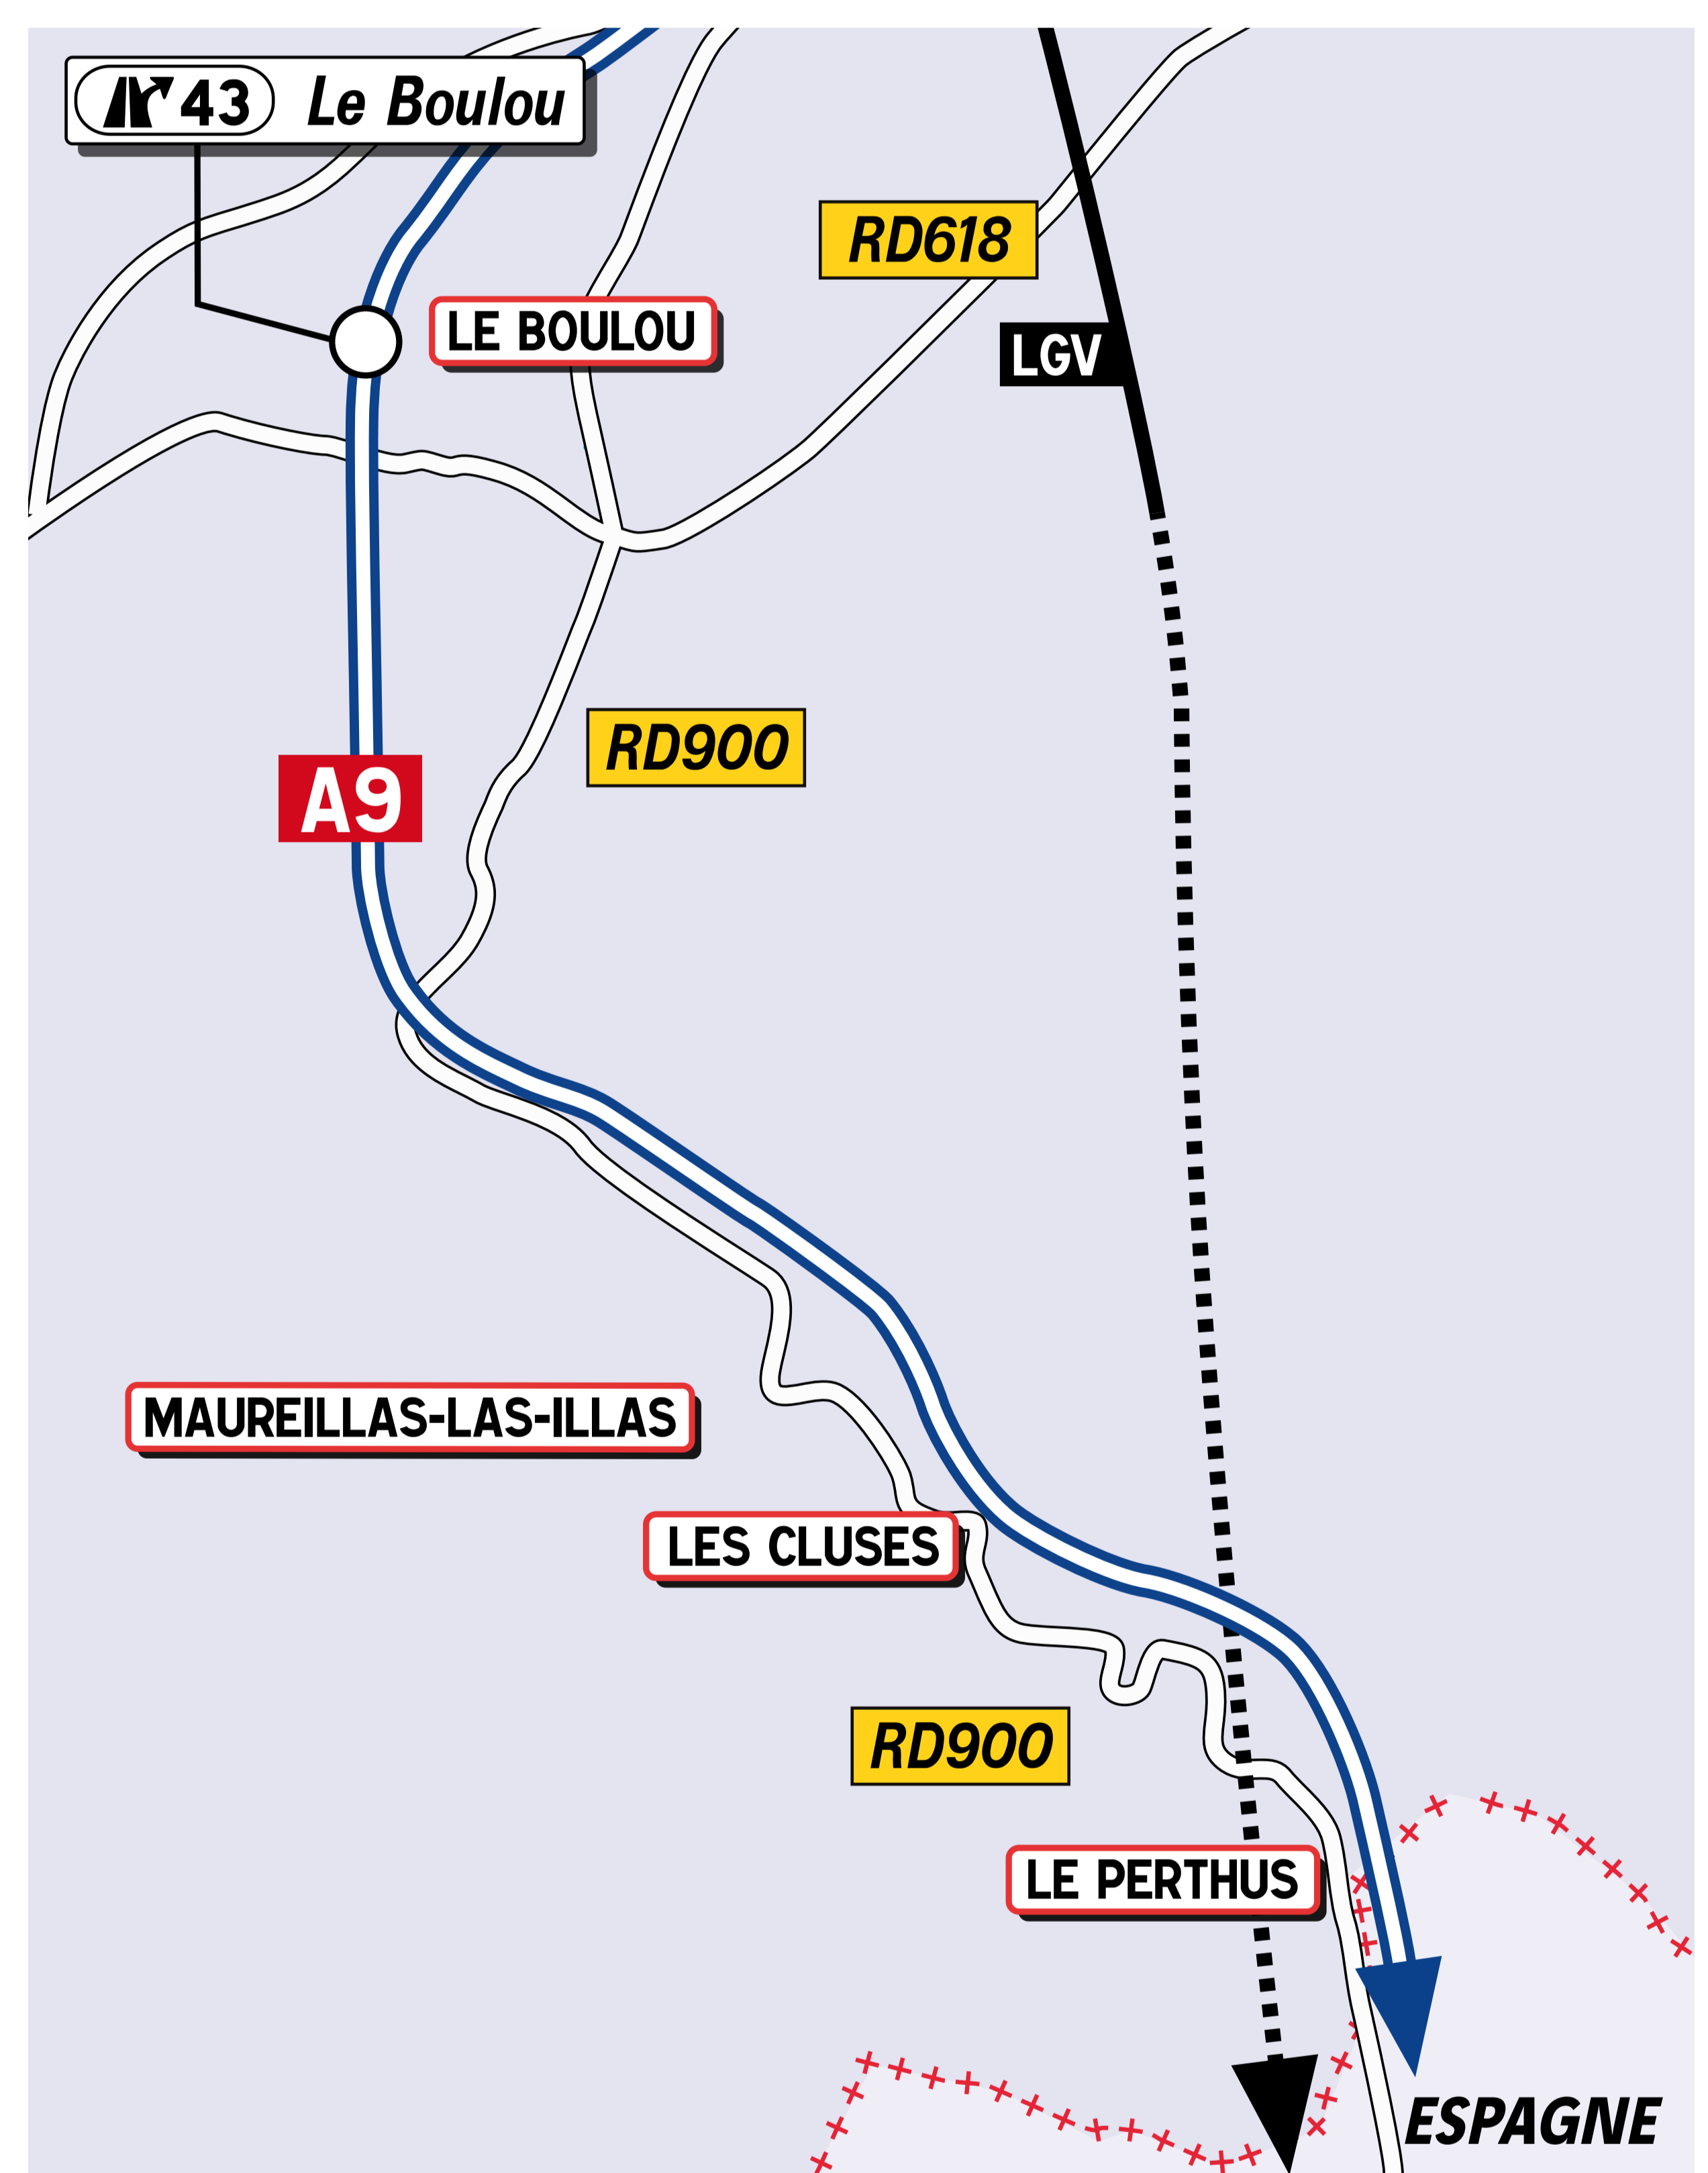 43 Le Boulou
RD618
LE BOULOU
LGV
RD900
A9
MAUREILLAS-LAS-ILLAS
LES CLUSES
RD900
LE PERTHUS
ESPAGNE